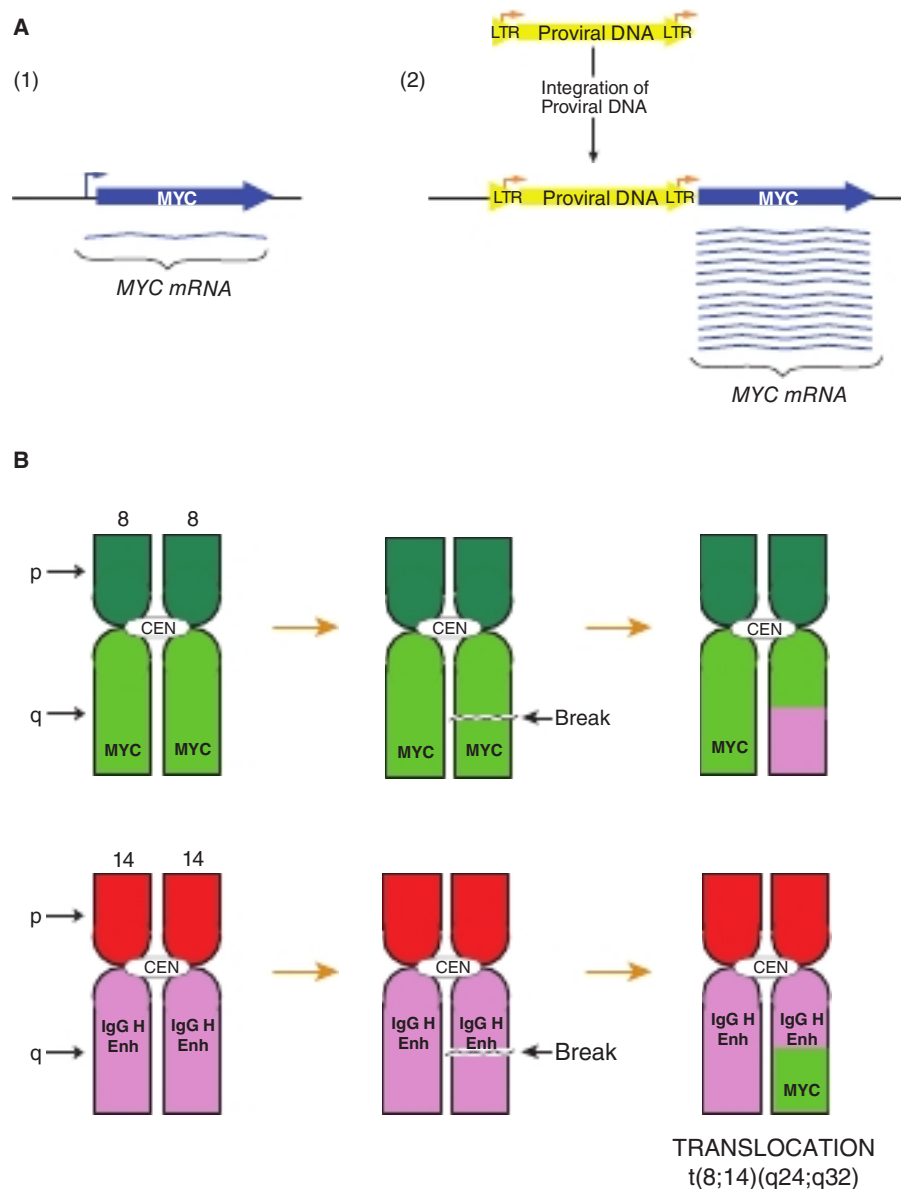 A
(1)
(2)
LTR Proviral DNA LTR
Integration of
Proviral DNA
MYC
LTR Proviral DNA LTR MYC
MYC mRNA
MYC mRNA
B
8 8
p
CEN CEN CEN
q
Break
MYC MYC MYC MYC MYC
14 14
p
CEN CEN CEN
IgG H IgG H IgG H IgG H IgG H IgG H
Enh Enh Enh Enh Enh Enh
q
Break
MYC
TRANSLOCATION
t(8;14)(q24;q32)